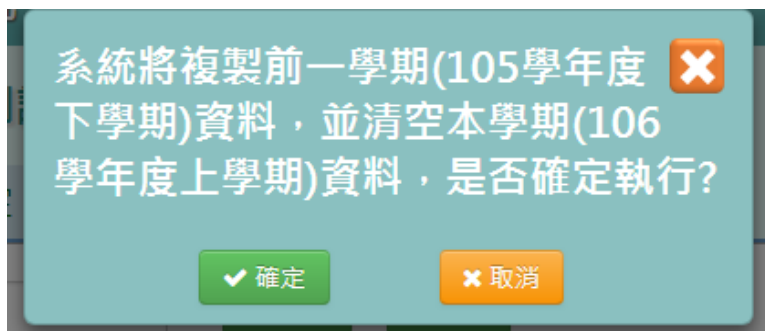 系統將複製前一學期(105學年度
下學期)資料，並清空本學期(106
學年度上學期)資料，是否確定執行?
確定
取消